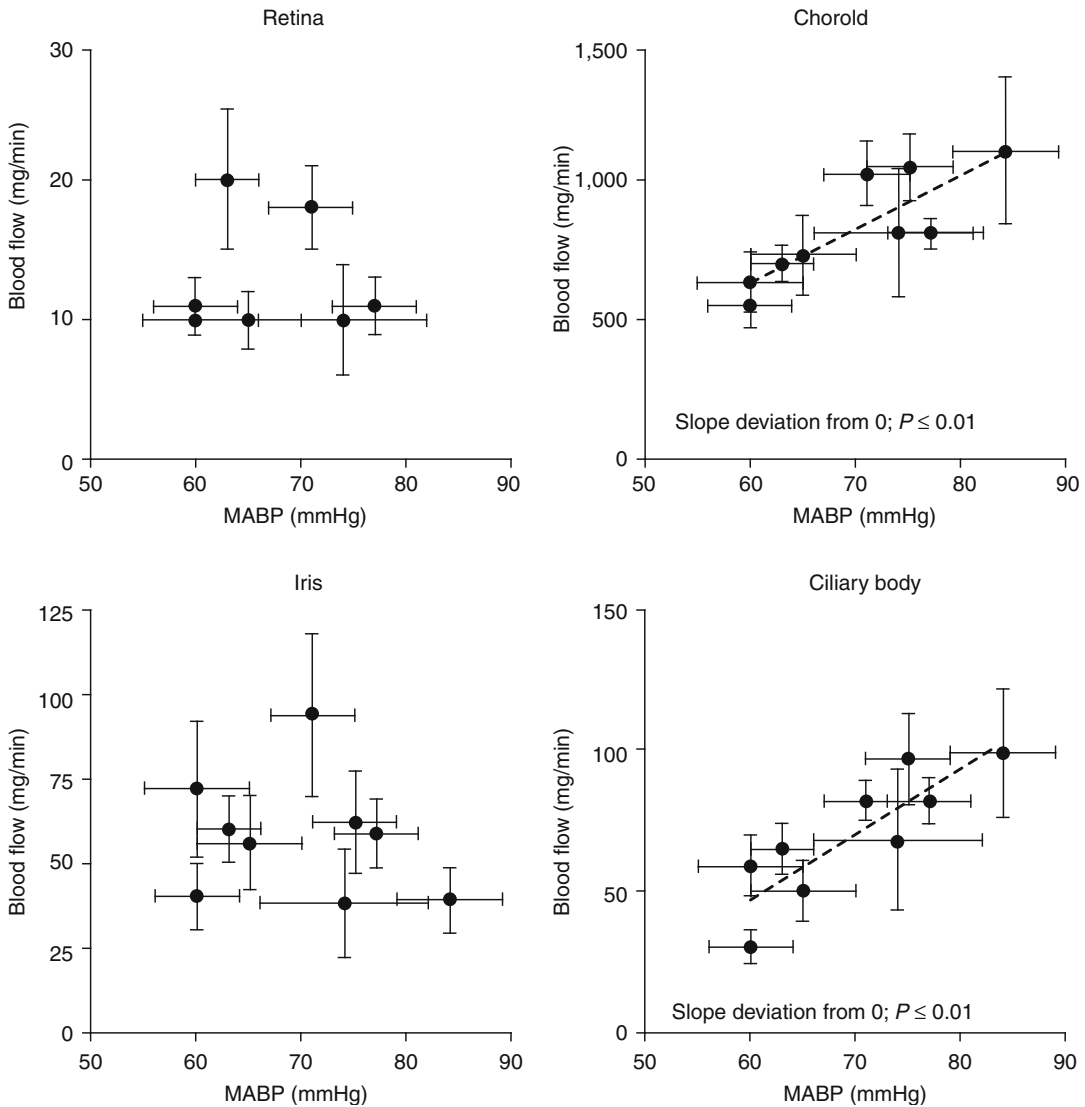 Retina
30
20
10
0
Blood flow (mg/min)
50 60 70 80 90
MABP (mmHg)
Chorold
1,500
1,000
500
0
Blood flow (mg/min)
Slope deviation from 0; P ≤ 0.01
50 60 70 80 90
MABP (mmHg)
Iris
125
100
75
50
25
0
Blood flow (mg/min)
50 60 70 80 90
MABP (mmHg)
Ciliary body
150
100
50
0
Blood flow (mg/min)
Slope deviation from 0; P ≤ 0.01
50 60 70 80 90
MABP (mmHg)